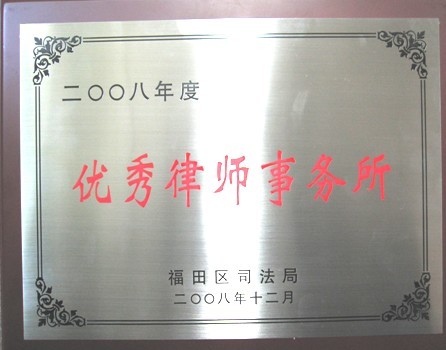 二〇〇八年度
优秀律师事务所
福田区司法局
二〇〇八年十二月